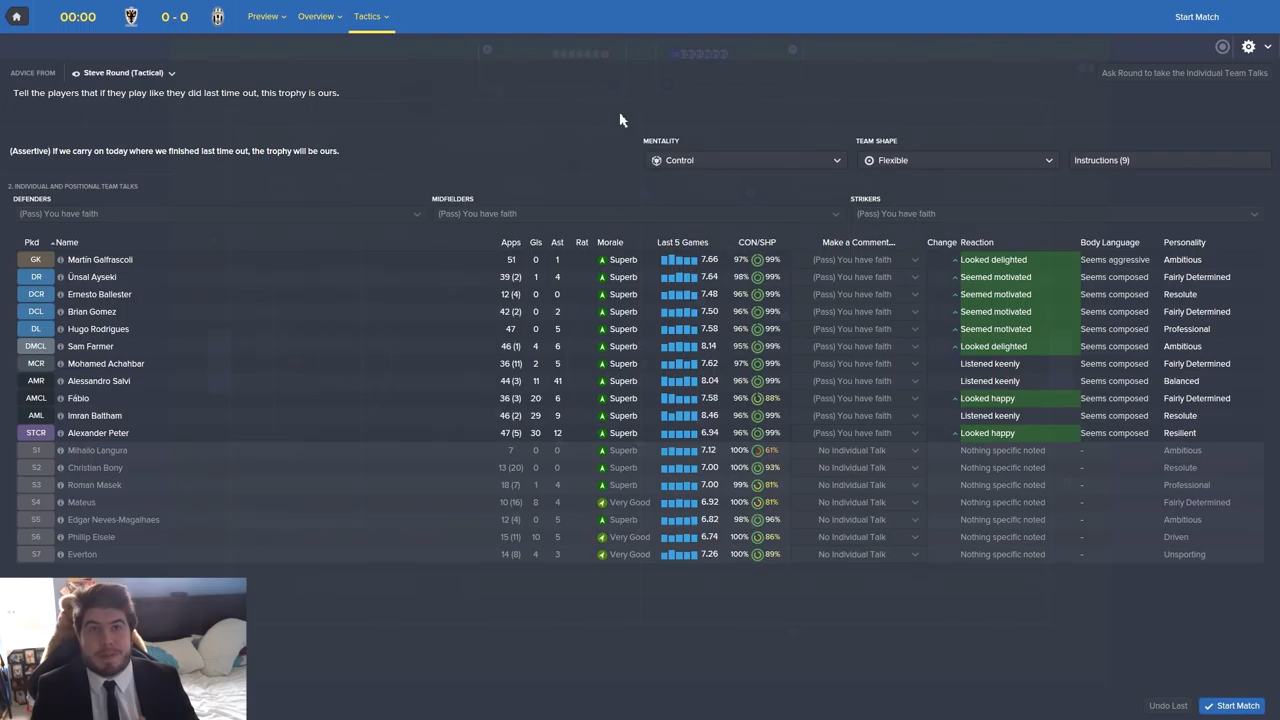 00:00 0 - 0 Preview Overview Tactics Start Match
ADVICE FROM Steve Round (Tactical) Ask Round to take the Individual Team Talks
Tell the players that if they play like they did last time out, this trophy is ours.
MENTALITY TEAM SHAPE
(Assertive) If we carry on today where we finished last time out, the trophy will be ours.
Control Flexible Instructions (9)
2. INDIVIDUAL AND POSITIONAL TEAM TALKS
DEFENDERS MIDFIELDERS STRIKERS
(Pass) You have faith (Pass) You have faith (Pass) You have faith
Pkd Name Apps Gls Ast Rat Morale Last 5 Games CON/SHP Make a Comment... Change Reaction Body Language Personality
GK Martín Galfrascoli 51 0 1 Superb 7.66 97% 99% (Pass) You have faith Looked delighted Seems aggressive Ambitious
DR Ünsal Ayseki 39 (2) 1 4 Superb 7.64 98% 99% (Pass) You have faith Seemed motivated Seems composed Fairly Determined
DCR Ernesto Ballester 12 (4) 0 0 Superb 7.48 96% 99% (Pass) You have faith Seemed motivated Seems composed Resolute
DCL Brian Gomez 42 (2) 0 2 Superb 7.50 96% 99% (Pass) You have faith Seemed motivated Seems composed Fairly Determined
DL Hugo Rodrigues 47 0 5 Superb 7.58 96% 99% (Pass) You have faith Seemed motivated Seems composed Professional
DMCL Sam Farmer 46 (1) 4 6 Superb 8.14 95% 99% (Pass) You have faith Looked delighted Seems composed Ambitious
MCR Mohamed Achahbar 36 (11) 2 5 Superb 7.62 97% 99% (Pass) You have faith Listened keenly Seems composed Fairly Determined
AMR Alessandro Salvi 44 (3) 11 41 Superb 8.04 96% 99% (Pass) You have faith Listened keenly Seems composed Balanced
AMCL Fábio 36 (3) 20 6 Superb 7.58 96% 88% (Pass) You have faith Looked happy Seems composed Fairly Determined
AML Imran Baltham 46 (2) 29 9 Superb 8.46 96% 99% (Pass) You have faith Listened keenly Seems composed Resolute
STCR Alexander Peter 47 (5) 30 12 Superb 6.94 96% 99% (Pass) You have faith Looked happy Seems composed Resilient
S1 Mihailo Langura 7 0 0 Superb 7.12 100% 61% No Individual Talk Nothing specific noted - Ambitious
S2 Christian Bony 13 (20) 0 0 Superb 7.00 100% 93% No Individual Talk Nothing specific noted - Resolute
S3 Roman Masek 18 (7) 1 4 Superb 7.00 99% 81% No Individual Talk Nothing specific noted - Professional
S4 Mateus 10 (16) 8 4 Very Good 6.92 100% 81% No Individual Talk Nothing specific noted - Fairly Determined
S5 Edgar Neves-Magalhaes 12 (4) 0 5 Superb 6.82 98% 96% No Individual Talk Nothing specific noted - Ambitious
S6 Phillip Eisele 15 (11) 10 5 Very Good 6.74 100% 86% No Individual Talk Nothing specific noted - Driven
S7 Everton 14 (8) 4 3 Very Good 7.26 100% 89% No Individual Talk Nothing specific noted - Unsporting
Undo Last Start Match